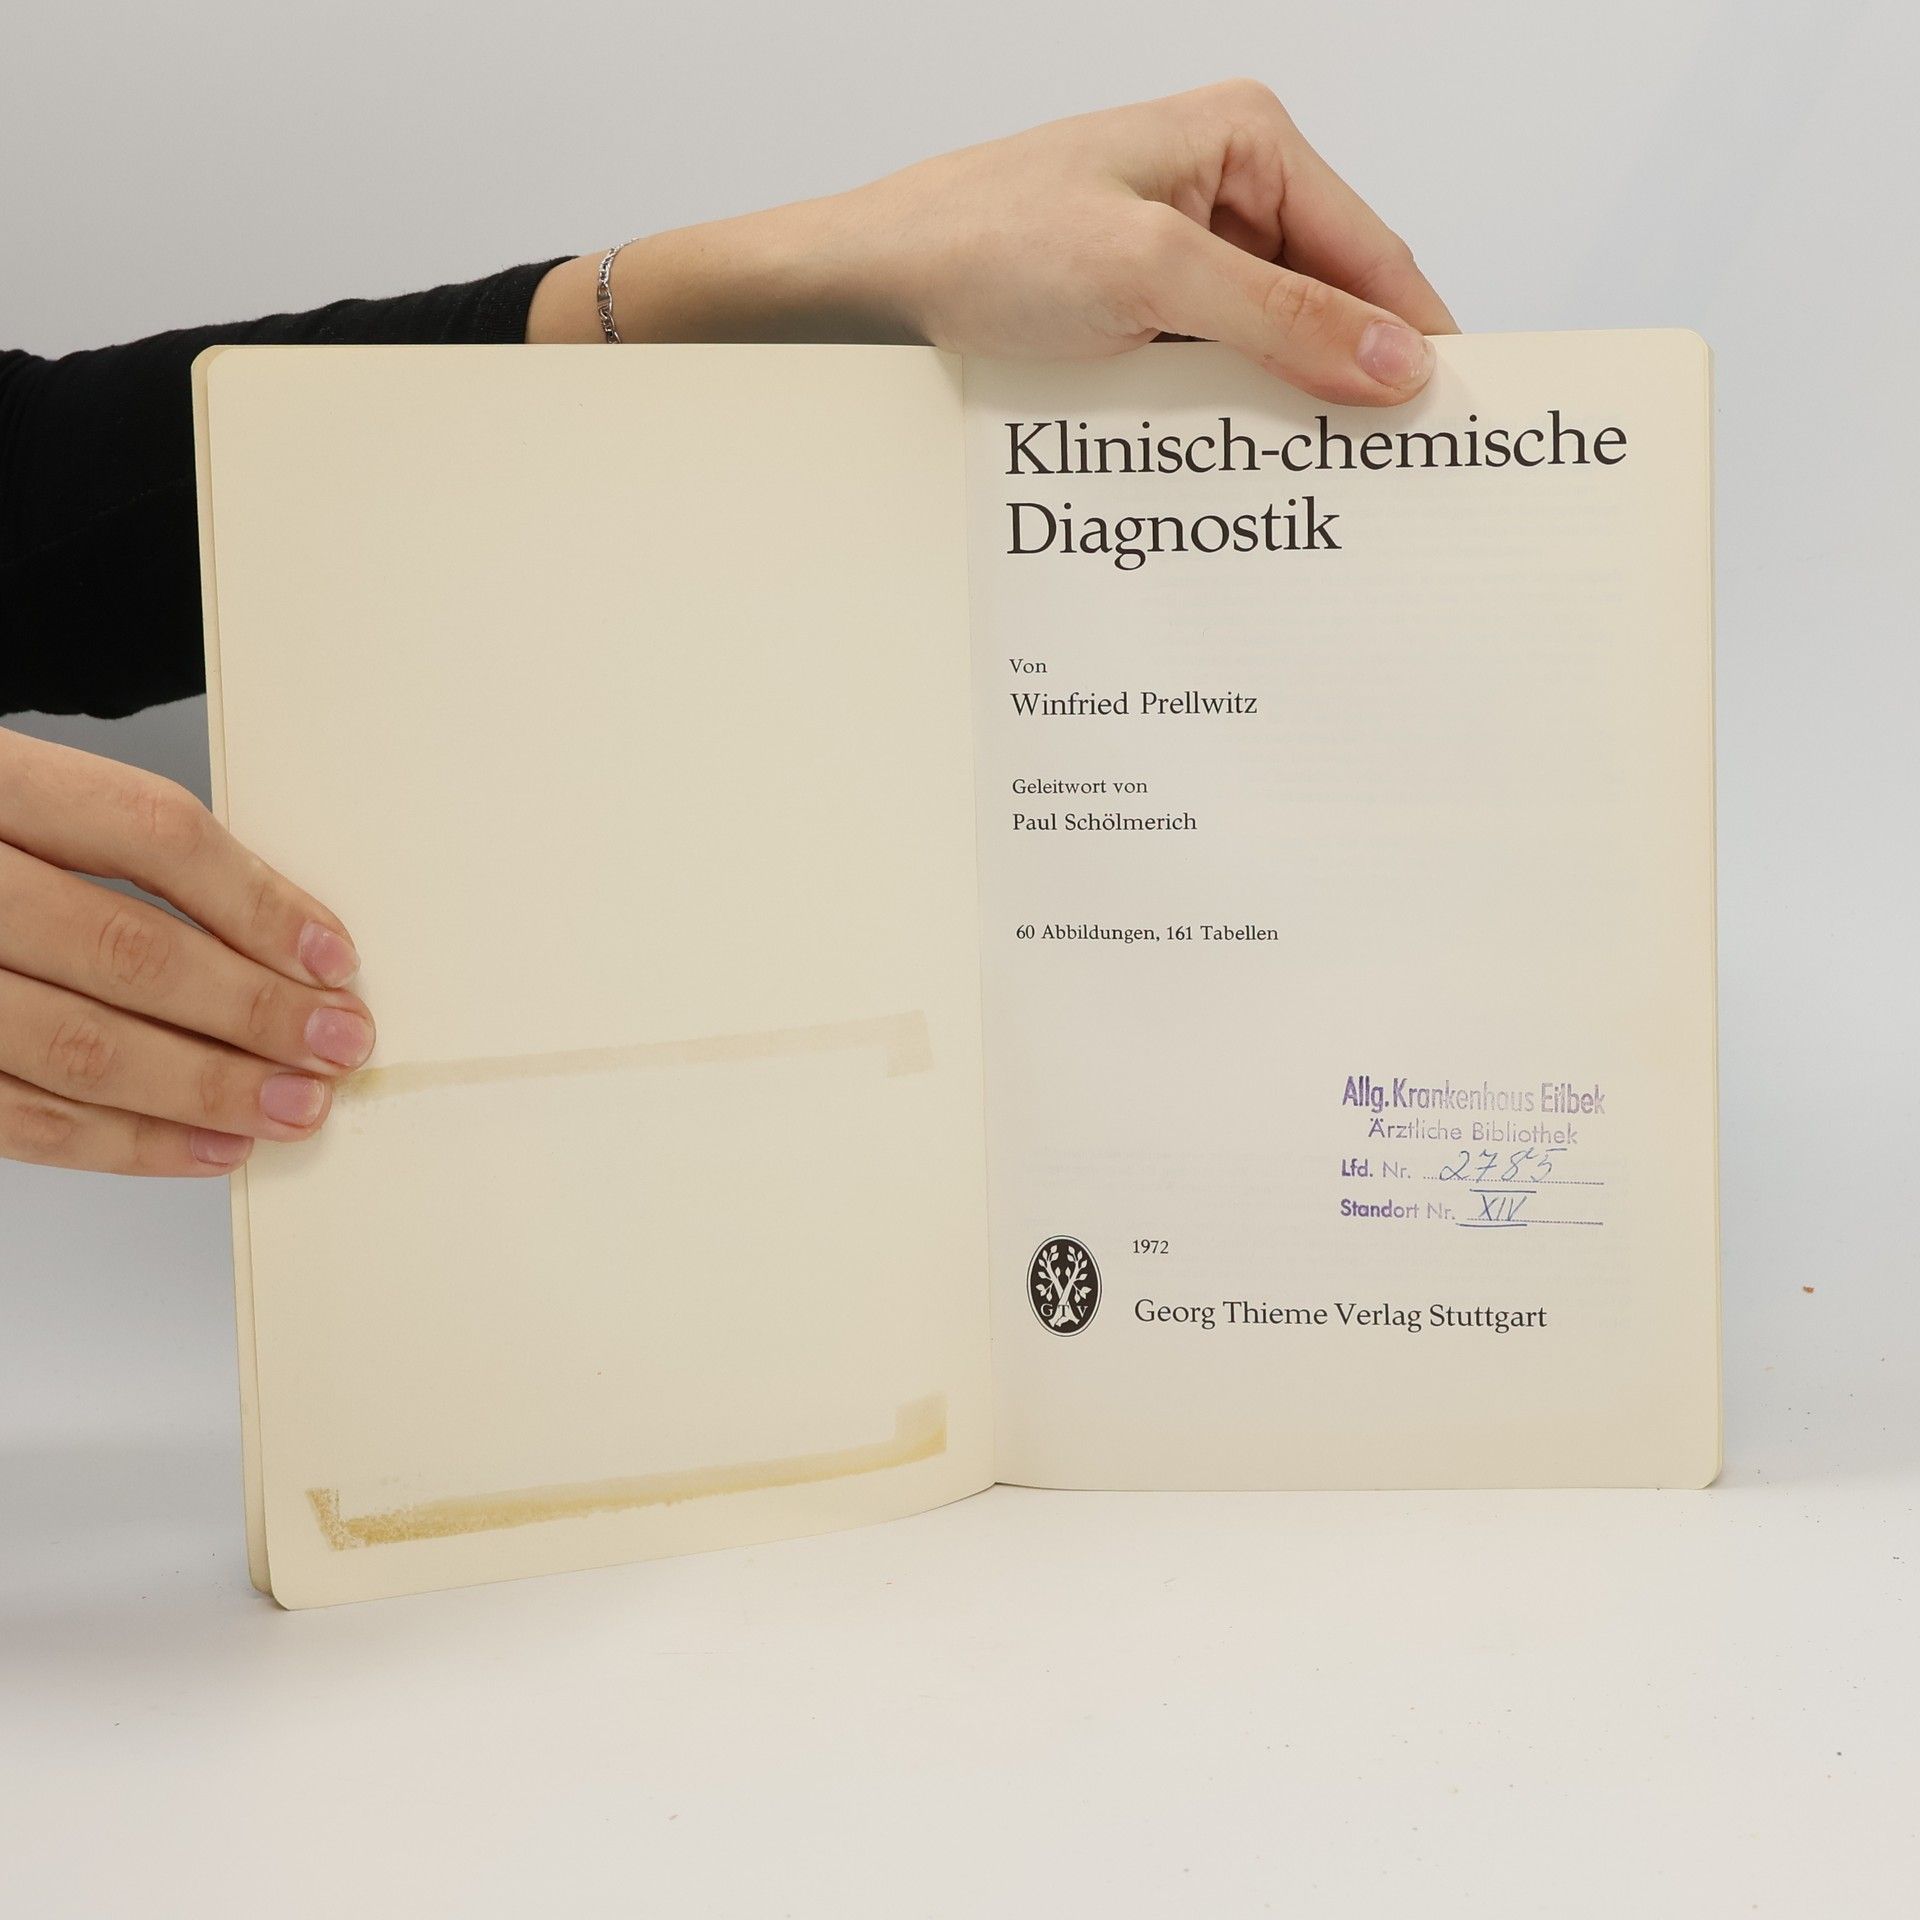 Klinisch-chemische
Diagnostik
Von
Winfried Prellwitz
Geleitwort von
Paul Schölmerich
60 Abbildungen, 161 Tabellen
Allg. Krankenhaus Eilbek
Ärztliche Bibliothek
Lfd. Nr. 2785
Standort Nr. XIV
1972
GTV
Georg Thieme Verlag Stuttgart